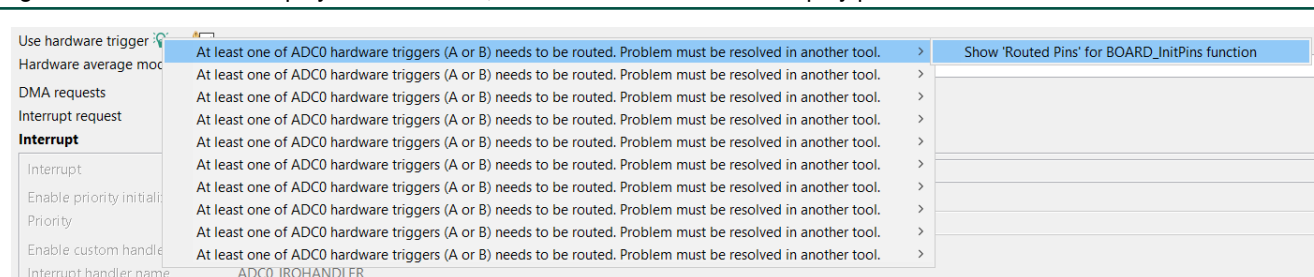 Use hardware trigger
At least one of ADC0 hardware triggers (A or B) needs to be routed. Problem must be resolved in another tool. >
Show 'Routed Pins' for BOARD_InitPins function
Hardware average mod
At least one of ADC0 hardware triggers (A or B) needs to be routed. Problem must be resolved in another tool. >
DMA requests
At least one of ADC0 hardware triggers (A or B) needs to be routed. Problem must be resolved in another tool. >
Interrupt request
At least one of ADC0 hardware triggers (A or B) needs to be routed. Problem must be resolved in another tool. >
Interrupt
At least one of ADC0 hardware triggers (A or B) needs to be routed. Problem must be resolved in another tool. >
Interrupt
At least one of ADC0 hardware triggers (A or B) needs to be routed. Problem must be resolved in another tool. >
Enable priority initiali
At least one of ADC0 hardware triggers (A or B) needs to be routed. Problem must be resolved in another tool. >
Priority
At least one of ADC0 hardware triggers (A or B) needs to be routed. Problem must be resolved in another tool. >
At least one of ADC0 hardware triggers (A or B) needs to be routed. Problem must be resolved in another tool. >
Enable custom handle
At least one of ADC0 hardware triggers (A or B) needs to be routed. Problem must be resolved in another tool. >
Interrupt handler name
ADC0_IRQHANDLER